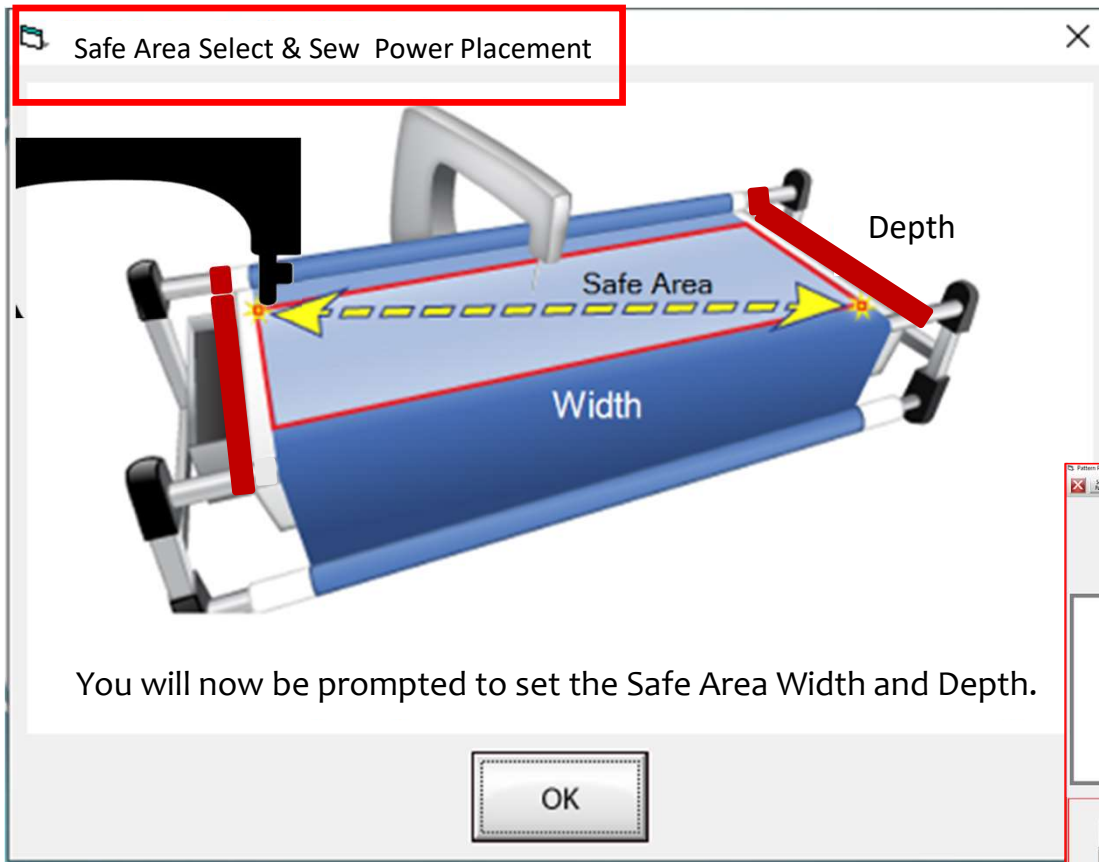 Safe Area Select & Sew Power Placement
Depth
Safe Area
Width
You will now be prompted to set the Safe Area Width and Depth.
OK